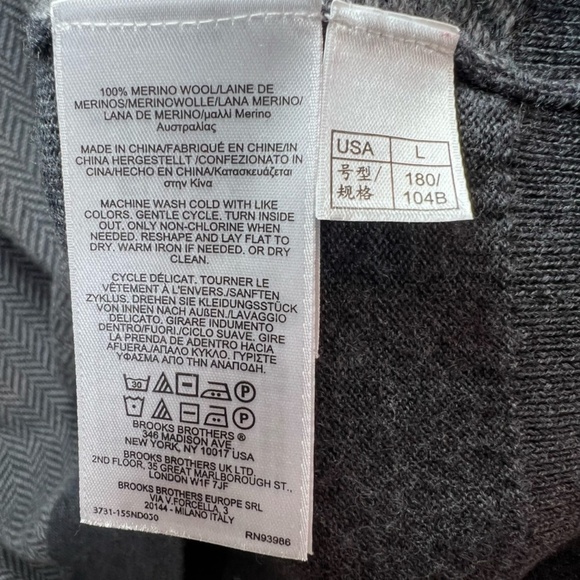 100% MERINO WOOL/LAINE DE
MERINOS/MERINOWOLLE/LANA MERINO/
LANA DE MERINO/μαλλί Merino
Αυστραλίας
MADE IN CHINA/FABRIQUÉ EN CHINE/IN
CHINA HERGESTELLT /CONFEZIONATO IN
CINA/HECHO EN CHINA/Κατασκευάζεται
στην Κίνα
MACHINE WASH COLD WITH LIKE
COLORS. GENTLE CYCLE. TURN INSIDE
OUT. ONLY NON-CHLORINE WHEN
NEEDED. RESHAPE AND LAY FLAT TO
DRY. WARM IRON IF NEEDED. OR DRY
CLEAN.
CYCLE DÉLICAT. TOURNER LE
VÊTEMENT À L'ENVERS./SANFTEN
ZYKLUS. DREHEN SIE KLEIDUNGSSTÜCK
VON INNEN NACH AUßEN./LAVAGGIO
DELICATO. GIRARE INDUMENTO
DENTRO/FUORI./CICLO SUAVE. GIRE
LA PRENDA DE ADENTRO HACIA
AFUERA./ΑΠΑΛΟ ΚΥΚΛΟ. ΓΥΡΙΣΤΕ
ΥΦΑΣΜΑ ΤΟΥ ΑΠΌ ΤΗΝ ΑΝΑΠΟΔΗ.
30 P
P
BROOKS BROTHERS ®
346 MADISON AVE.
NEW YORK, NY 10017 USA
BROOKS BROTHERS UK LTD.
2ND FLOOR, 35 GREAT MARLBOROUGH ST.,
LONDON W1F 7JF
BROOKS BROTHERS EUROPE SRL
VIA V.FORCELLA, 3
20144 - MILANO ITALY
3731-155ND030 RN93986
USA L
号型/ 180/
规格 104B